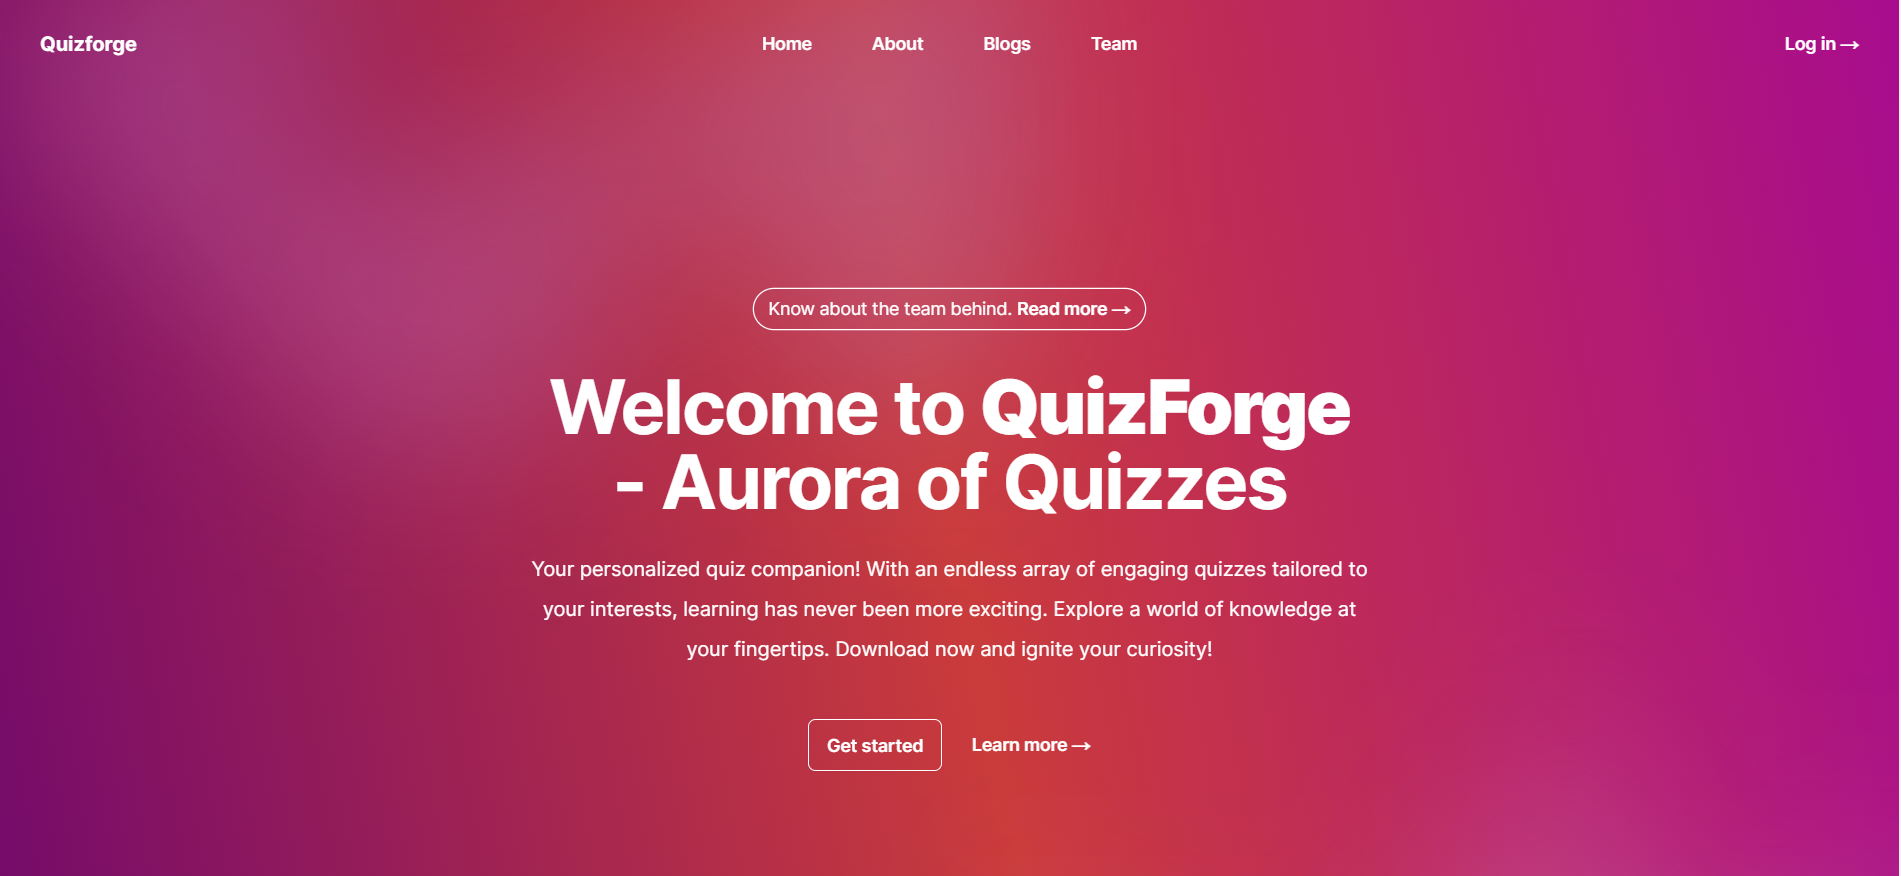 Quizforge
Home
About
Blogs
Team
Log in →
Know about the team behind. Read more →
Welcome to QuizForge
- Aurora of Quizzes
Your personalized quiz companion! With an endless array of engaging quizzes tailored to
your interests, learning has never been more exciting. Explore a world of knowledge at
your fingertips. Download now and ignite your curiosity!
Get started
Learn more →